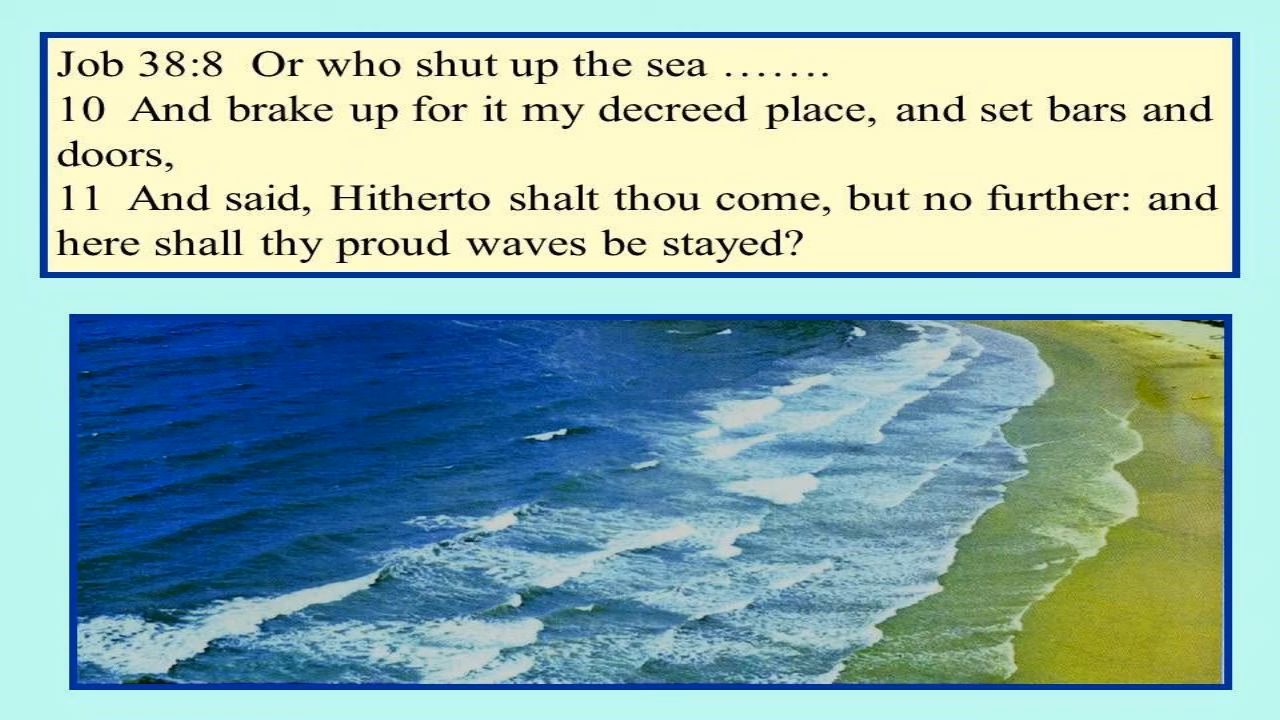 Job 38:8  Or who shut up the sea …….
10  And brake up for it my decreed place, and set bars and
doors,
11  And said, Hitherto shalt thou come, but no further: and
here shall thy proud waves be stayed?